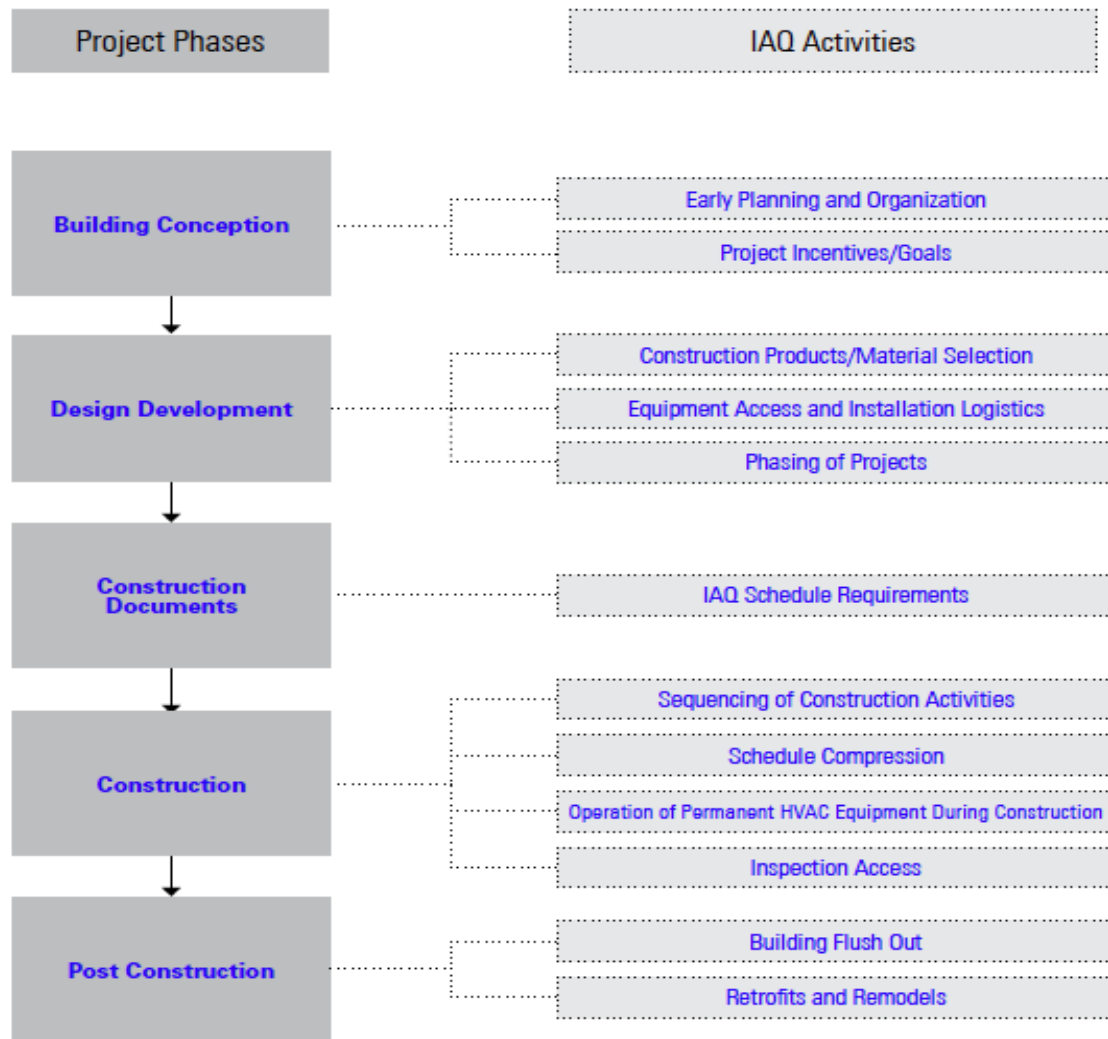 Project Phases
IAQ Activities
Building Conception
Early Planning and Organization
Project Incentives/Goals
Design Development
Construction Products/Material Selection
Equipment Access and Installation Logistics
Phasing of Projects
Construction
Documents
IAQ Schedule Requirements
Construction
Sequencing of Construction Activities
Schedule Compression
Operation of Permanent HVAC Equipment During Construction
Inspection Access
Post Construction
Building Flush Out
Retrofits and Remodels